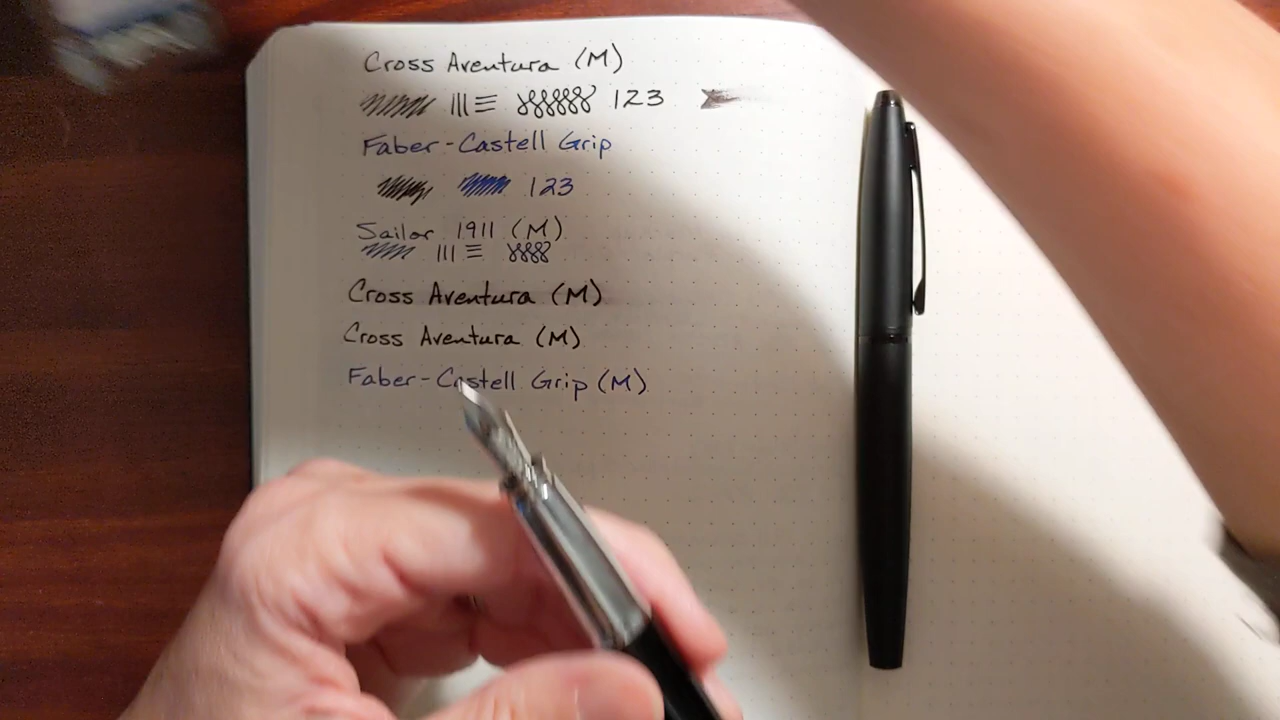 Cross Aventura (M)
123
Faber-Castell Grip
123
Sailor 1911 (M)
Cross Aventura (M)
Cross Aventura (M)
Faber-Castell Grip (M)